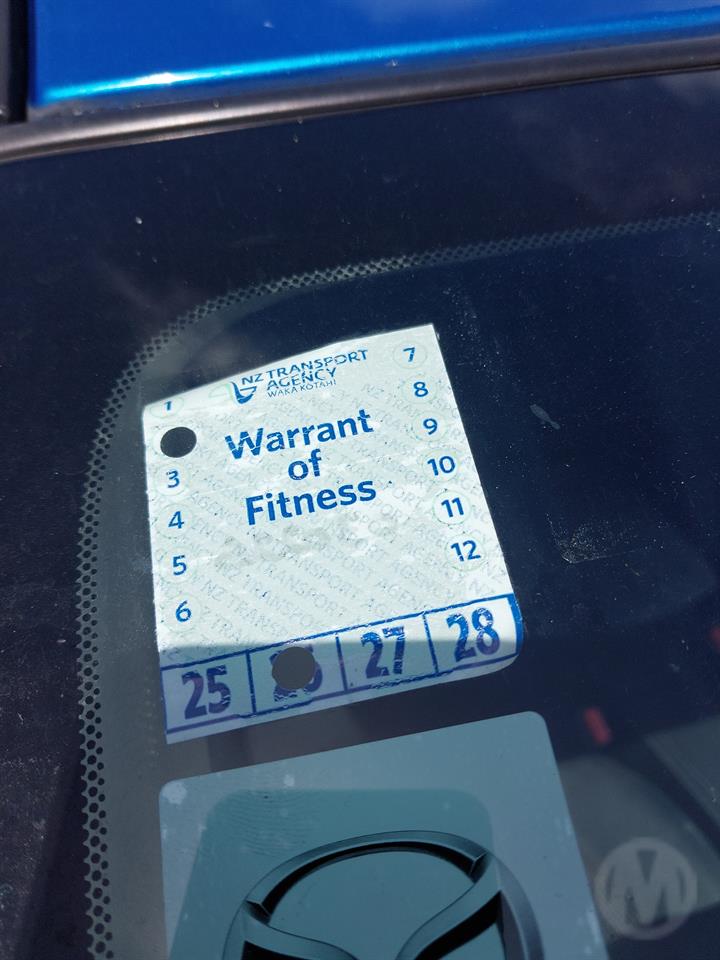 NZ TRANSPORT
AGENCY
WAKA KOTAHI
Warrant
of
Fitness
1
3
4
5
6
7
8
9
10
11
12
25
27
28
M